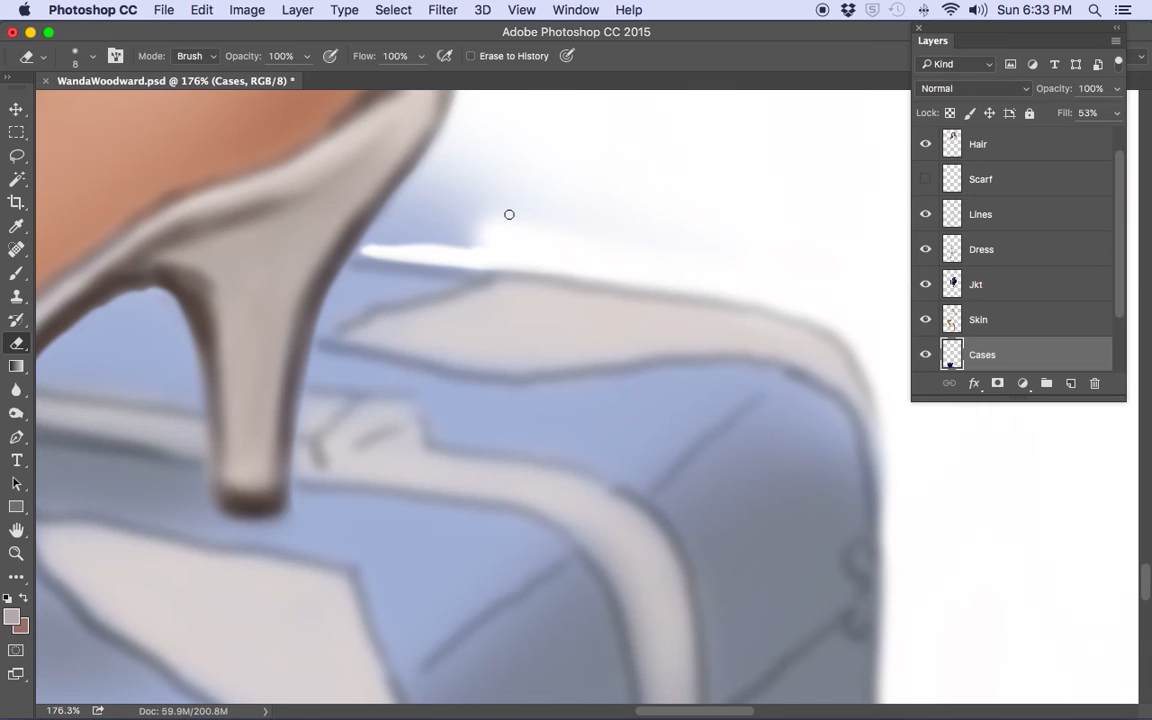 Photoshop CC File Edit Image Layer Type Select Filter 3D View Window Help Sun 6:33 PM
Adobe Photoshop CC 2015
8 Mode: Brush Opacity: 100% Flow: 100% Erase to History
WandaWoodward.psd @ 176% (Cases, RGB/8) *
Layers
Kind
Normal Opacity: 100%
Lock: Fill: 53%
Hair
Scarf
Lines
Dress
Jkt
Skin
Cases
fx
176.3% Doc: 59.9M/200.8M